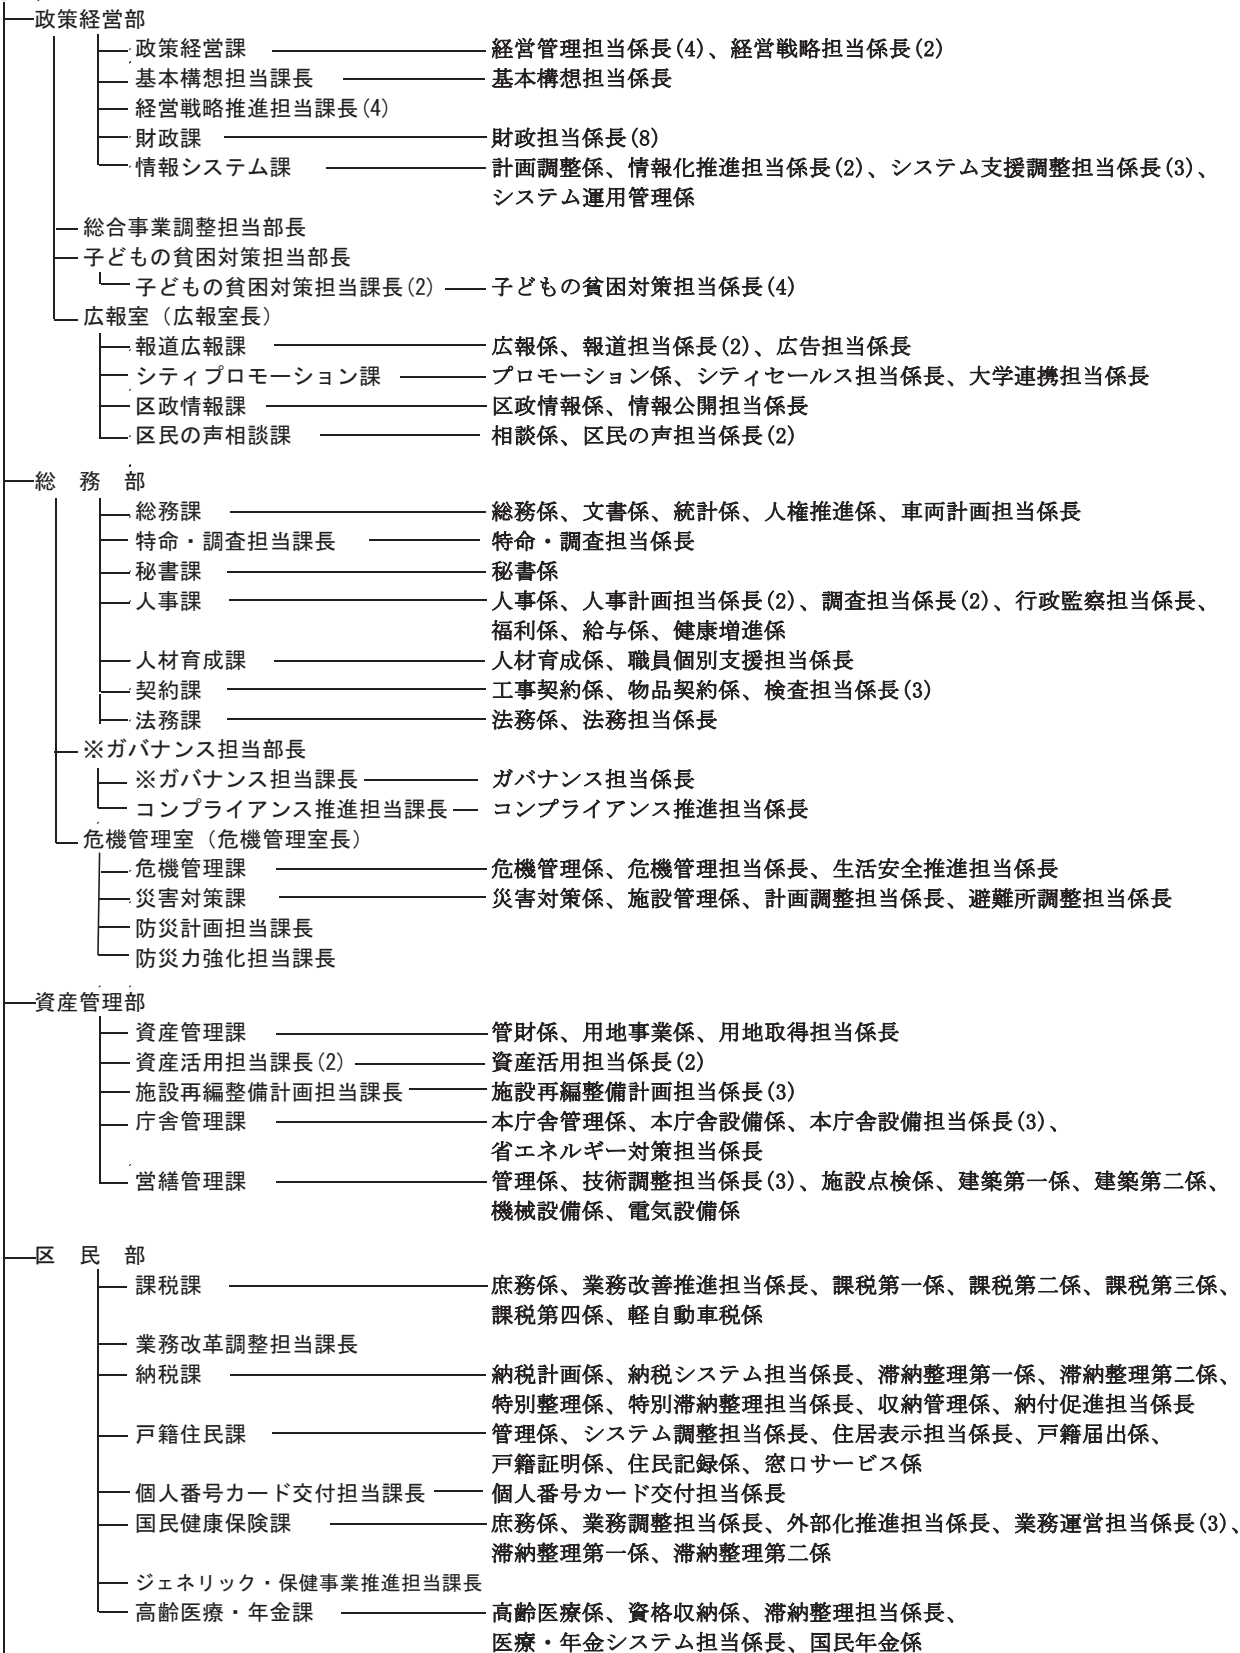 政策経営部
政策経営課 経営管理担当係長(4)、経営戦略担当係長(2)
基本構想担当課長 基本構想担当係長
経営戦略推進担当課長(4)
財政課 財政担当係長(8)
情報システム課 計画調整係、情報化推進担当係長(2)、システム支援調整担当係長(3)、
システム運用管理係
総合事業調整担当部長
子どもの貧困対策担当部長
子どもの貧困対策担当課長(2) 子どもの貧困対策担当係長(4)
広報室（広報室長）
報道広報課 広報係、報道担当係長(2)、広告担当係長
シティプロモーション課 プロモーション係、シティセールス担当係長、大学連携担当係長
区政情報課 区政情報係、情報公開担当係長
区民の声相談課 相談係、区民の声担当係長(2)
総　務　部
総務課 総務係、文書係、統計係、人権推進係、車両計画担当係長
特命・調査担当課長 特命・調査担当係長
秘書課 秘書係
人事課 人事係、人事計画担当係長(2)、調査担当係長(2)、行政監察担当係長、
福利係、給与係、健康増進係
人材育成課 人材育成係、職員個別支援担当係長
契約課 工事契約係、物品契約係、検査担当係長(3)
法務課 法務係、法務担当係長
※ガバナンス担当部長
※ガバナンス担当課長 ガバナンス担当係長
コンプライアンス推進担当課長 コンプライアンス推進担当係長
危機管理室（危機管理室長）
危機管理課 危機管理係、危機管理担当係長、生活安全推進担当係長
災害対策課 災害対策係、施設管理係、計画調整担当係長、避難所調整担当係長
防災計画担当課長
防災力強化担当課長
資産管理部
資産管理課 管財係、用地事業係、用地取得担当係長
資産活用担当課長(2) 資産活用担当係長(2)
施設再編整備計画担当課長 施設再編整備計画担当係長(3)
庁舎管理課 本庁舎管理係、本庁舎設備係、本庁舎設備担当係長(3)、
省エネルギー対策担当係長
営繕管理課 管理係、技術調整担当係長(3)、施設点検係、建築第一係、建築第二係、
機械設備係、電気設備係
区　民　部
課税課 庶務係、業務改善推進担当係長、課税第一係、課税第二係、課税第三係、
課税第四係、軽自動車税係
業務改革調整担当課長
納税課 納税計画係、納税システム担当係長、滞納整理第一係、滞納整理第二係、
特別整理係、特別滞納整理担当係長、収納管理係、納付促進担当係長
戸籍住民課 管理係、システム調整担当係長、住居表示担当係長、戸籍届出係、
戸籍証明係、住民記録係、窓口サービス係
個人番号カード交付担当課長 個人番号カード交付担当係長
国民健康保険課 庶務係、業務調整担当係長、外部化推進担当係長、業務運営担当係長(3)、
滞納整理第一係、滞納整理第二係
ジェネリック・保健事業推進担当課長
高齢医療・年金課 高齢医療係、資格収納係、滞納整理担当係長、
医療・年金システム担当係長、国民年金係